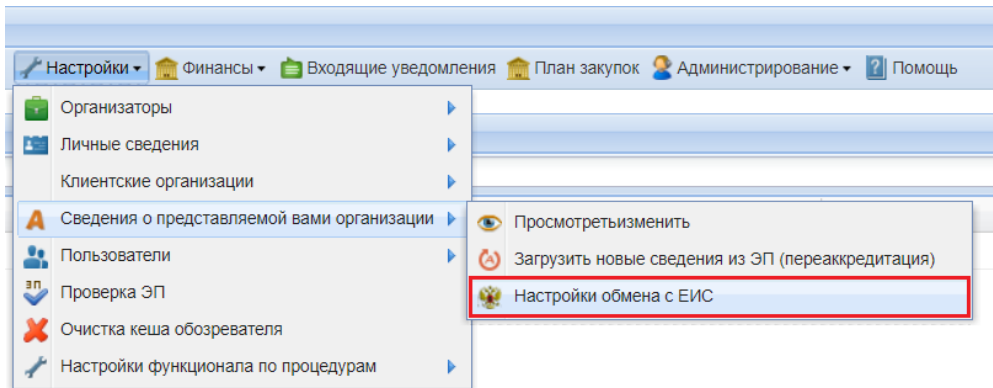 Настройки Финансы Входящие уведомления План закупок Администрирование Помощь
Организаторы
Личные сведения
Клиентские организации
Сведения о представляемой вами организации
Просмотретьизменить
Пользователи
Загрузить новые сведения из ЭП (переаккредитация)
ЭП Проверка ЭП
Настройки обмена с ЕИС
Очистка кеша обозревателя
Настройки функционала по процедурам